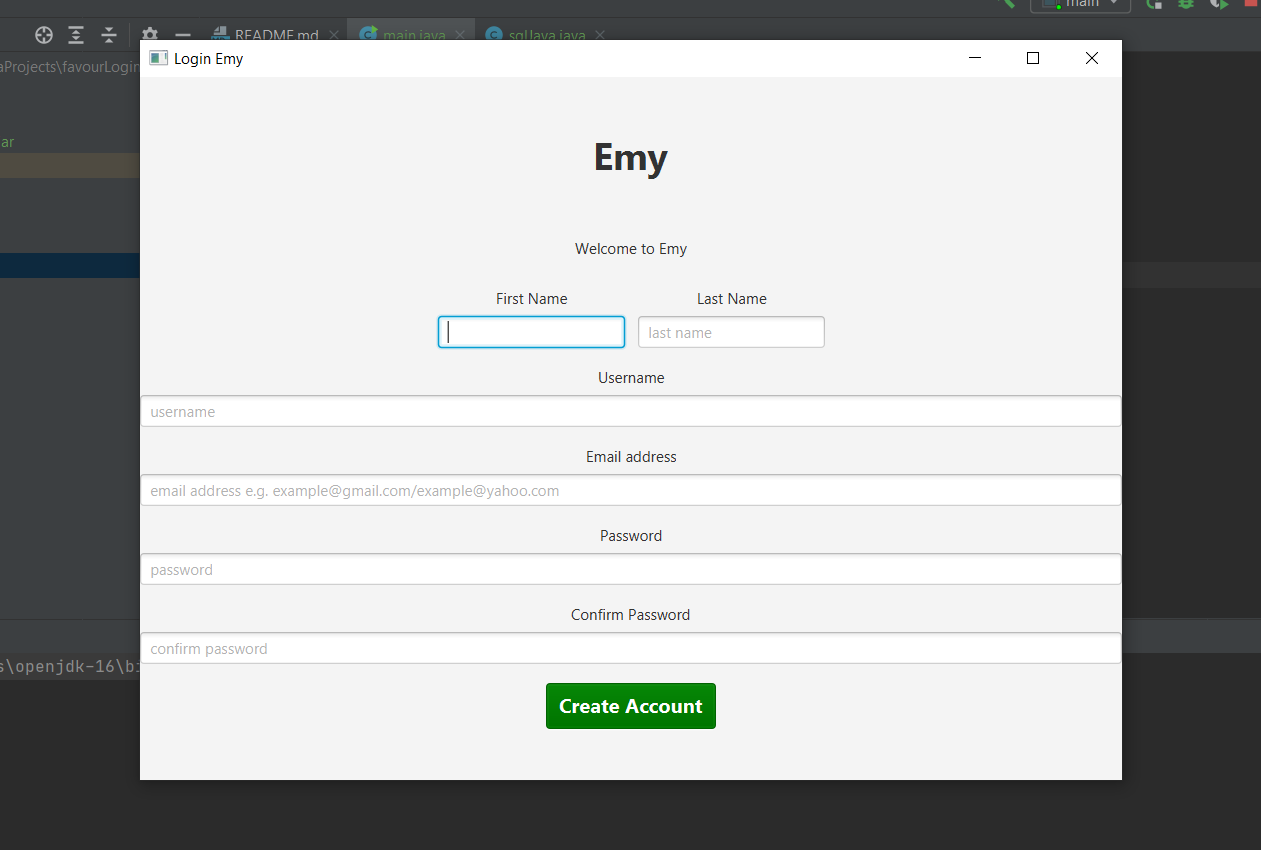 main
README.md
main.java
sqlJava.java
Login Emy
aProjects\favourLogin
ar
Emy
Welcome to Emy
First Name Last Name
last name
Username
username
Email address
email address e.g. example@gmail.com/example@yahoo.com
Password
password
Confirm Password
confirm password
s\openjdk-16\bi
Create Account